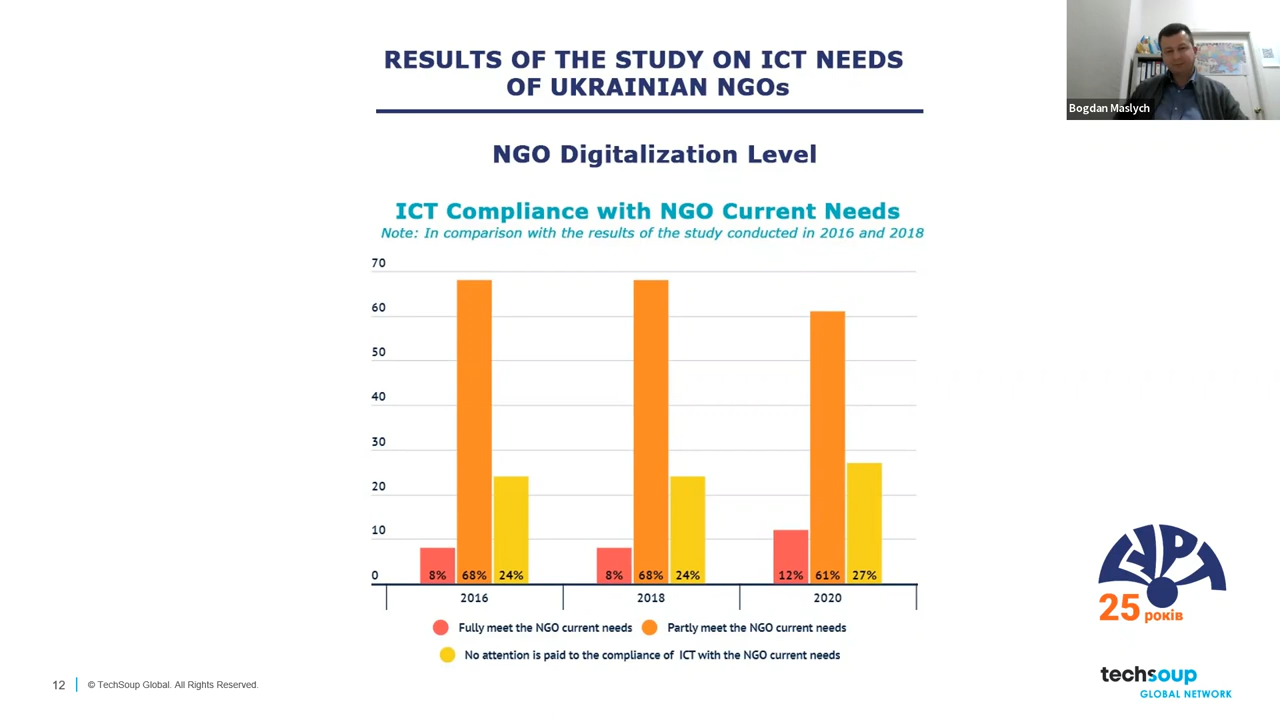 RESULTS OF THE STUDY ON ICT NEEDS
OF UKRAINIAN NGOs
Bogdan Maslych
NGO Digitalization Level
ICT Compliance with NGO Current Needs
Note: In comparison with the results of the study conducted in 2016 and 2018
70
60
50
40
30
20
10
0
8% 68% 24% 8% 68% 24% 12% 61% 27%
2016 2018 2020
Fully meet the NGO current needs Partly meet the NGO current needs
No attention is paid to the compliance of ICT with the NGO current needs
25 років
techsoup
GLOBAL NETWORK
12 © TechSoup Global. All Rights Reserved.